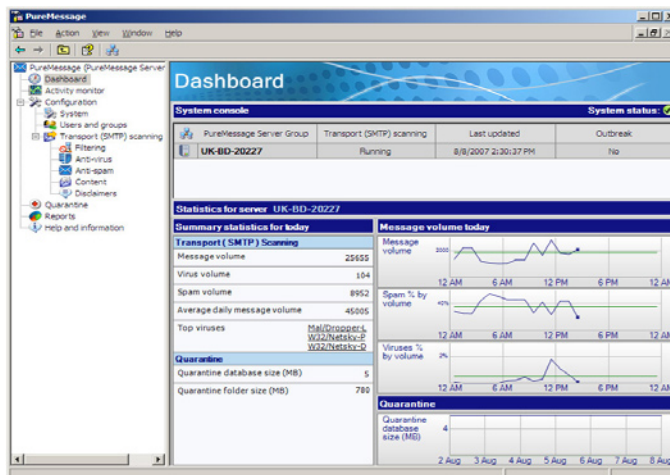 PureMessage
File Action View Window Help
PureMessage (PureMessage Server
Dashboard
Activity monitor
Configuration
System
Users and groups
Transport (SMTP) scanning
Filtering
Anti-virus
Anti-spam
Content
Disclaimers
Quarantine
Reports
Help and information
Dashboard
System console System status:
PureMessage Server Group Transport (SMTP) scanning Last updated Outbreak
UK-BD-20227 Running 8/8/2007 2:30:37 PM No
Statistics for server UK-BD-20227
Summary statistics for today
Transport ( SMTP ) Scanning
Message volume 25655
Virus volume 104
Spam volume 8952
Average daily message volume 45005
Top viruses Mal/Dropper-L
W32/Netsky-P
W32/Netsky-D
Quarantine
Quarantine database size (MB) 5
Quarantine folder size (MB) 780
Message volume today
Message
volume
2000
12 AM 6 AM 12 PM 6 PM 12 AM
Spam % by
volume
40%
12 AM 6 AM 12 PM 6 PM 12 AM
Viruses %
by volume
2%
12 AM 6 AM 12 PM 6 PM 12 AM
Quarantine
Quarantine
database
size (MB)
4
2 Aug 3 Aug 4 Aug 5 Aug 6 Aug 7 Aug 8 Aug